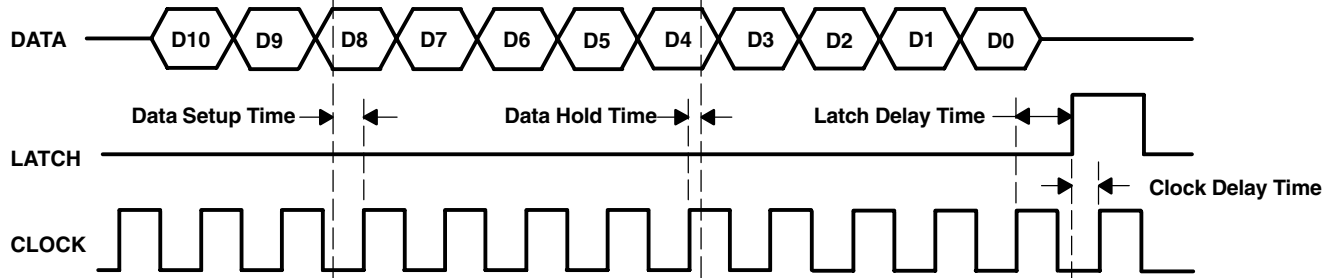 DATA D10 D9 D8 D7 D6 D5 D4 D3 D2 D1 D0
Data Setup Time Data Hold Time Latch Delay Time
LATCH
Clock Delay Time
CLOCK